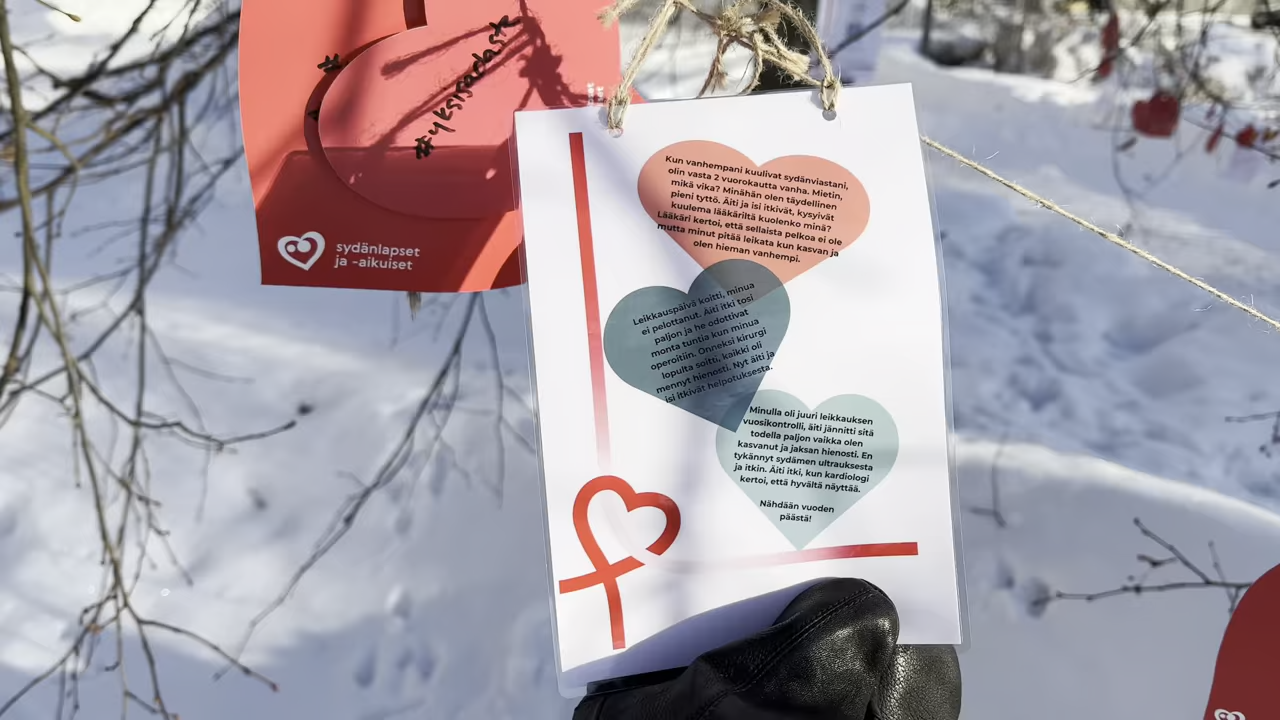 #yksisadasta
sydänlapset
ja -aikuiset
Kun vanhempani kuulivat sydänviastani,
olin vasta 2 vuorokautta vanha. Mietin,
mikä vika? Minähän olen täydellinen
pieni tyttö. Äiti ja isi itkivät, kysyivät
kuulema lääkäriltä kuolenko minä?
Lääkäri kertoi, että sellaista pelkoa ei ole
mutta minut pitää leikata kun kasvan ja
olen hieman vanhempi.
Leikkauspäivä koitti, minua
ei pelottanut. Äiti itki tosi
paljon ja he odottivat
monta tuntia kun minua
operoitiin. Onneksi kirurgi
lopulta soitti, kaikki oli
mennyt hienosti. Nyt äiti ja
isi itkivät helpotuksesta.
Minulla oli juuri leikkauksen
vuosikontrolli, äiti jännitti sitä
todella paljon vaikka olen
kasvanut ja jaksan hienosti. En
tykännyt sydämen ultrauksesta
ja itkin. Äiti itki, kun kardiologi
kertoi, että hyvältä näyttää.
Nähdään vuoden
päästä!